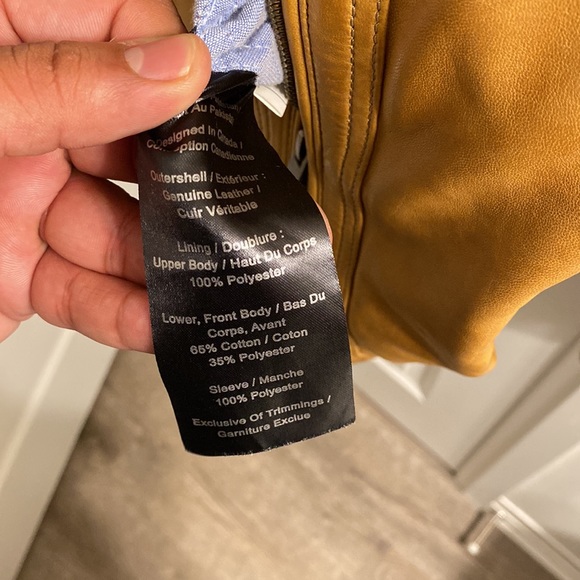 Au Pakistan
Designed In Canada /
Conception Canadienne
Outershell / Extérieur :
Genuine Leather /
Cuir Véritable
Lining / Doublure :
Upper Body / Haut Du Corps
100% Polyester
Lower, Front Body / Bas Du
Corps, Avant
65% Cotton / Coton
35% Polyester
Sleeve / Manche
100% Polyester
Exclusive Of Trimmings /
Garniture Exclue